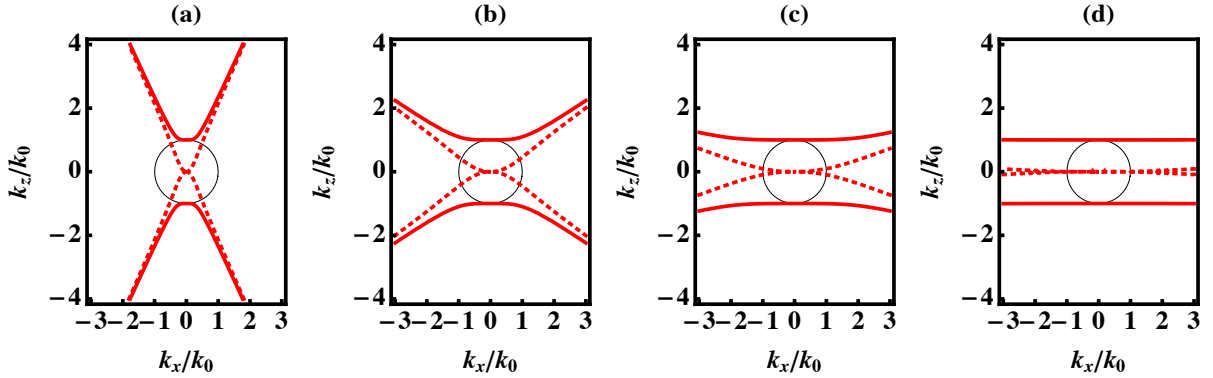 (a) (b) (c) (d)
4 4 4 4
2 2 2 2
k_z/k_0 0 k_z/k_0 0 k_z/k_0 0 k_z/k_0 0
−2 −2 −2 −2
−4 −4 −4 −4
−3 −2 −1 0 1 2 3 −3 −2 −1 0 1 2 3 −3 −2 −1 0 1 2 3 −3 −2 −1 0 1 2 3
k_x/k_0 k_x/k_0 k_x/k_0 k_x/k_0